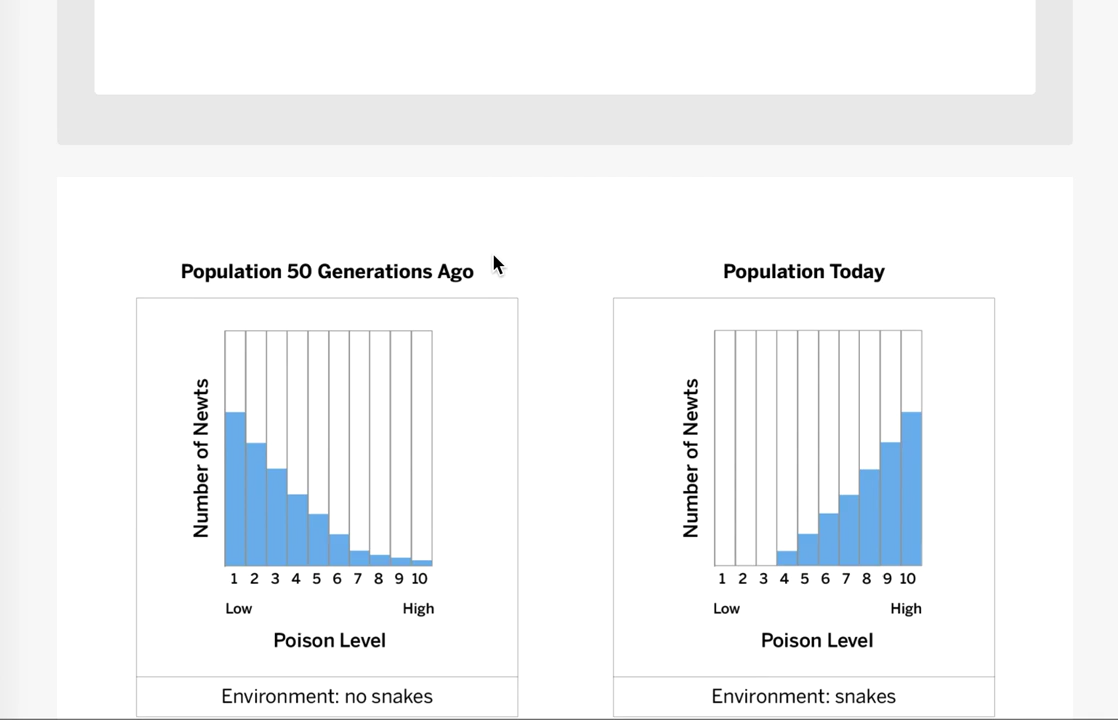 Population 50 Generations Ago
Number of Newts
1 2 3 4 5 6 7 8 9 10
Low High
Poison Level
Environment: no snakes
Population Today
Number of Newts
1 2 3 4 5 6 7 8 9 10
Low High
Poison Level
Environment: snakes